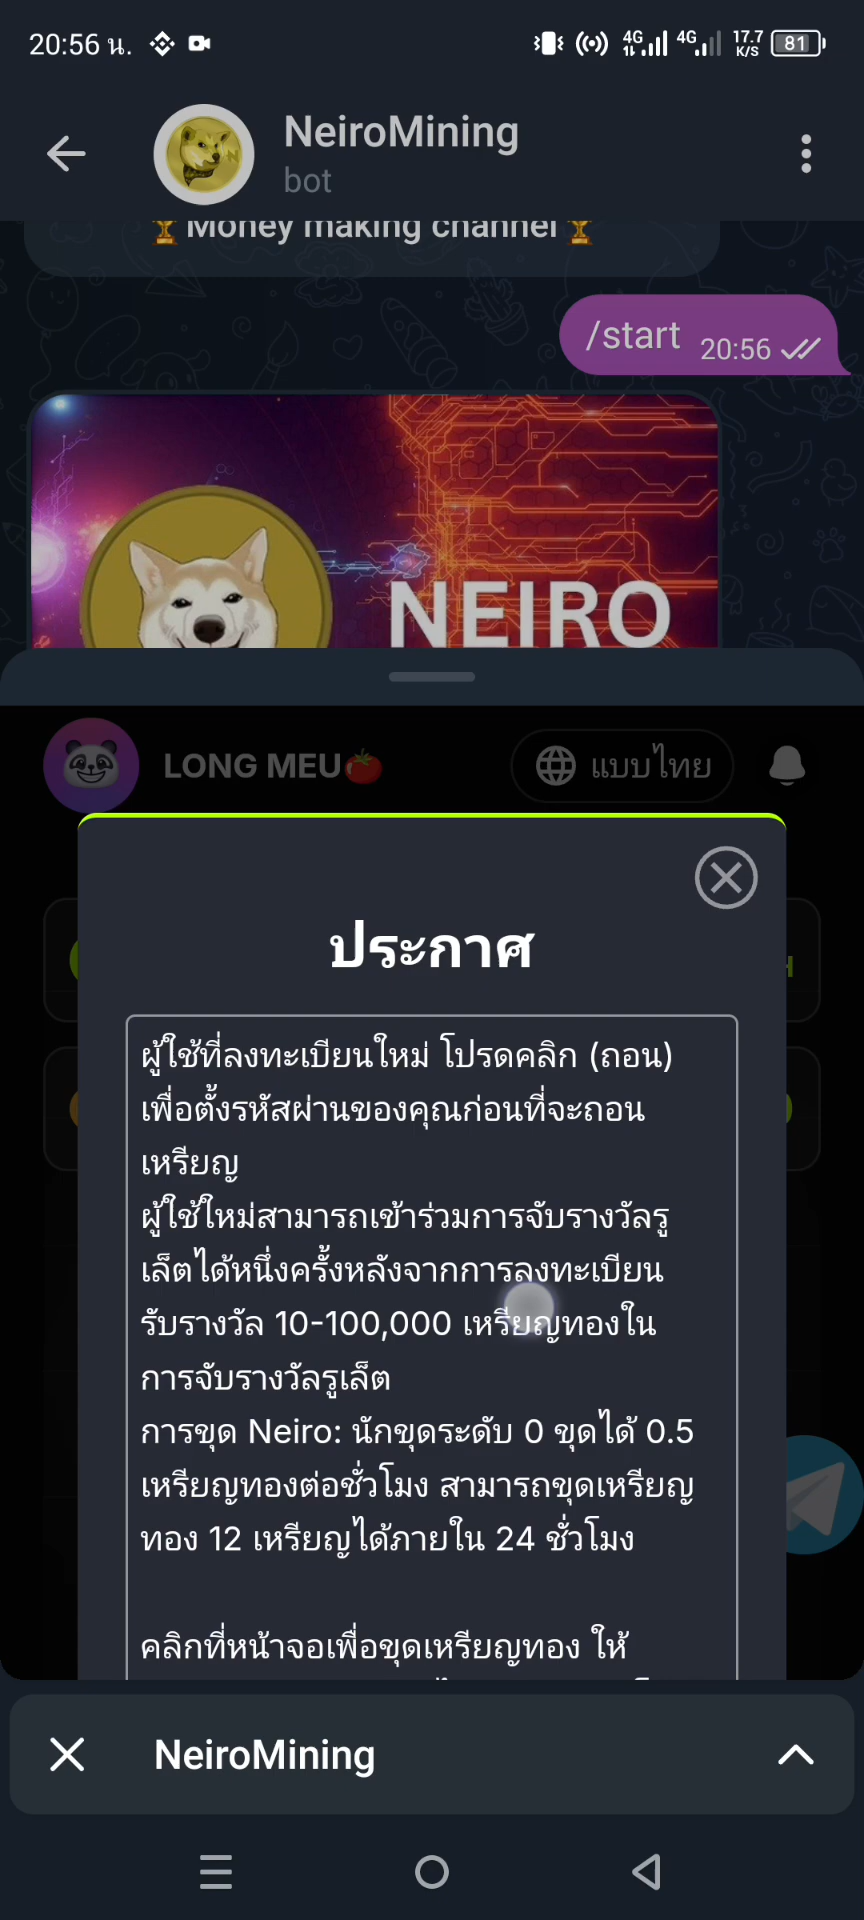 20:56 น.
4G 4G 17.7 K/S 81
NeiroMining
bot
🏆Money making channel🏆
/start 20:56
NEIRO
LONG MEU🍅 แบบไทย
ประกาศ
ผู้ใช้ที่ลงทะเบียนใหม่ โปรดคลิก (ถอน)
เพื่อตั้งรหัสผ่านของคุณก่อนที่จะถอน
เหรียญ
ผู้ใช้ใหม่สามารถเข้าร่วมการจับรางวัลรู
เล็ตได้หนึ่งครั้งหลังจากการลงทะเบียน
รับรางวัล 10-100,000 เหรียญทองใน
การจับรางวัลรูเล็ต
การขุด Neiro: นักขุดระดับ 0 ขุดได้ 0.5
เหรียญทองต่อชั่วโมง สามารถขุดเหรียญ
ทอง 12 เหรียญได้ภายใน 24 ชั่วโมง
คลิกที่หน้าจอเพื่อขุดเหรียญทอง ให้
NeiroMining